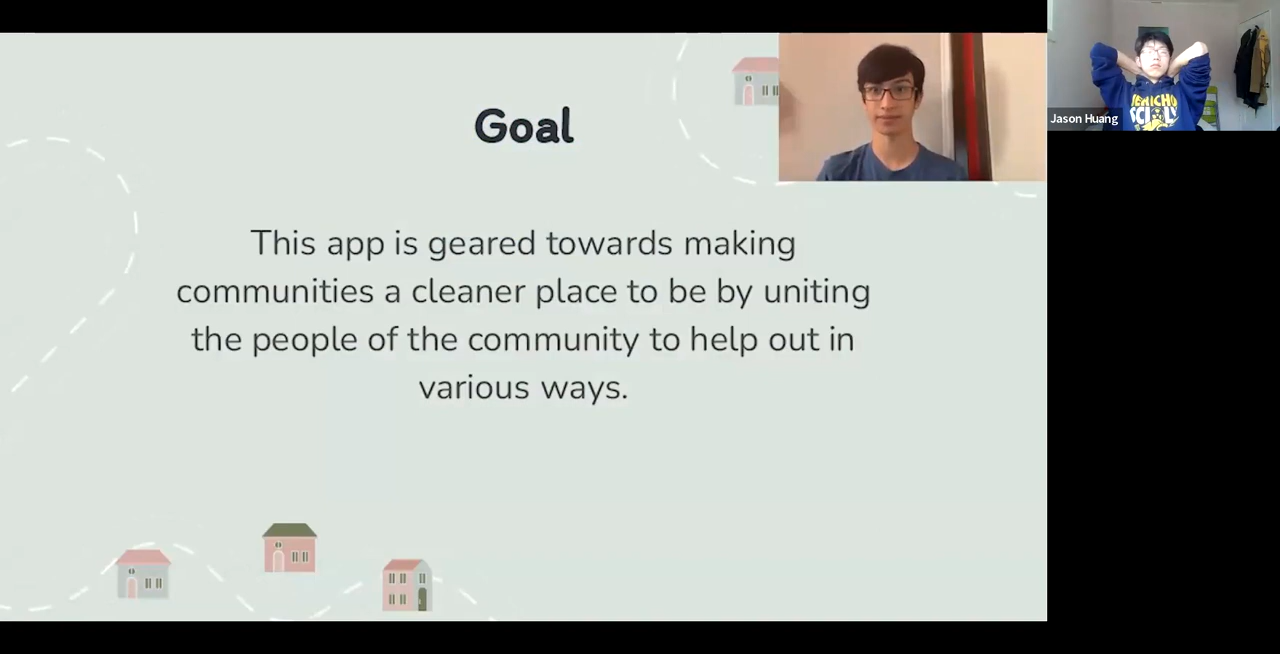 Goal
This app is geared towards making
communities a cleaner place to be by uniting
the people of the community to help out in
various ways.
Jason Huang
JERICHO